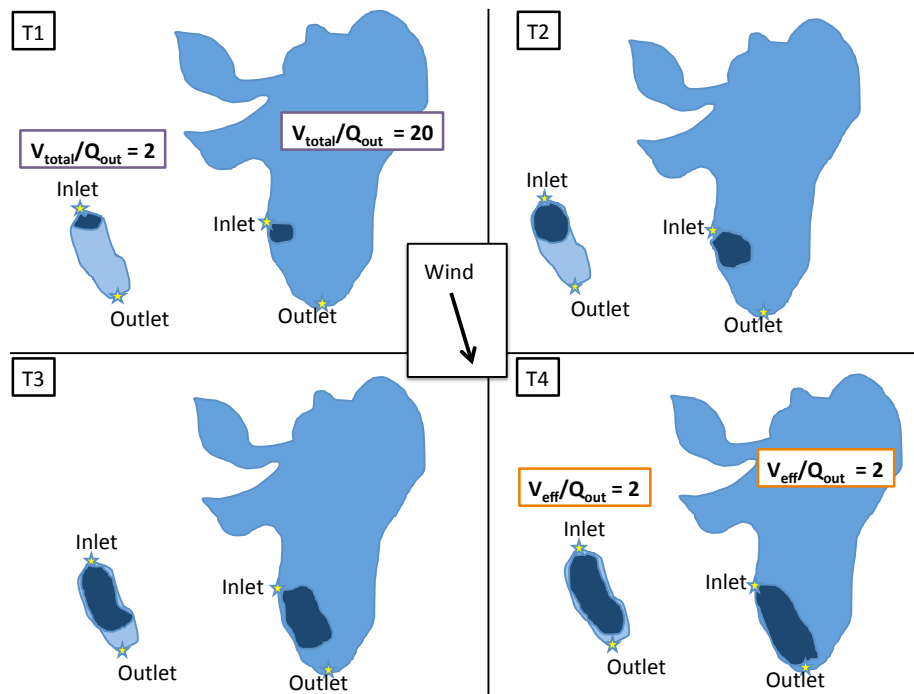 T1
V_total/Q_out = 2
V_total/Q_out = 20
Inlet
Inlet
Outlet
Outlet
T2
Inlet
Inlet
Outlet
Outlet
Wind
T3
Inlet
Inlet
Outlet
Outlet
T4
V_eff/Q_out = 2
V_eff/Q_out = 2
Inlet
Inlet
Outlet
Outlet